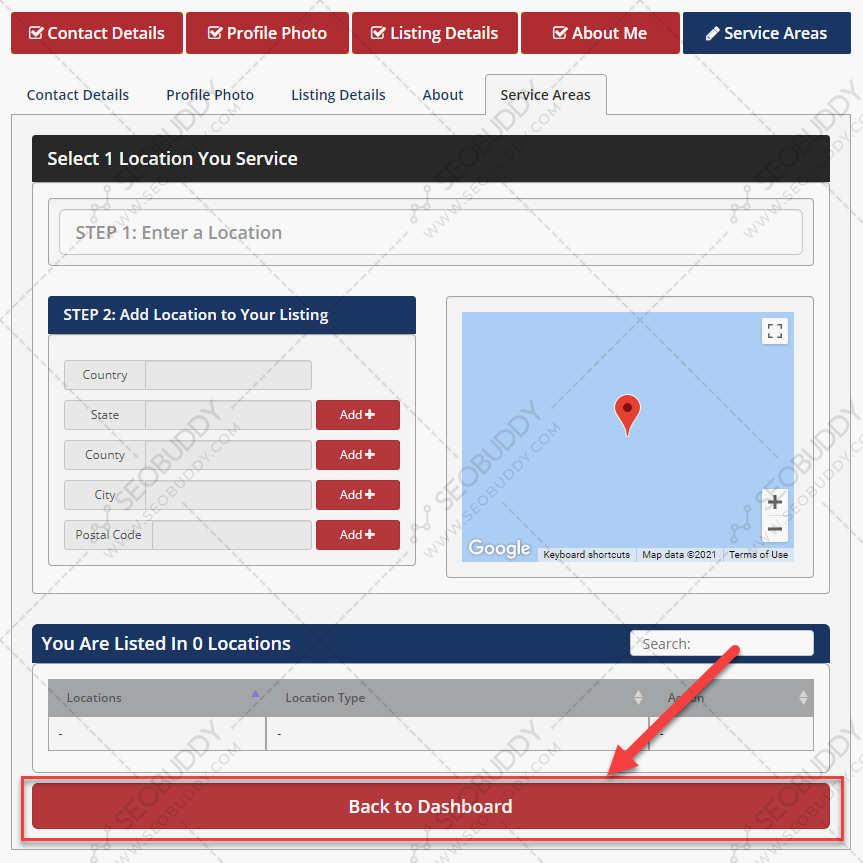 Contact Details
Profile Photo
Listing Details
About Me
Service Areas
Contact Details
Profile Photo
Listing Details
About
Service Areas
Select 1 Location You Service
STEP 1: Enter a Location
STEP 2: Add Location to Your Listing
Country
State
Add
County
Add
City
Add
Postal Code
Add
Google
Keyboard shortcuts
Map data ©2021
Terms of Use
You Are Listed In 0 Locations
Search:
Locations
Location Type
-
-
-
Back to Dashboard
SEOBUDDY
WWW.SEOBUDDY.COM